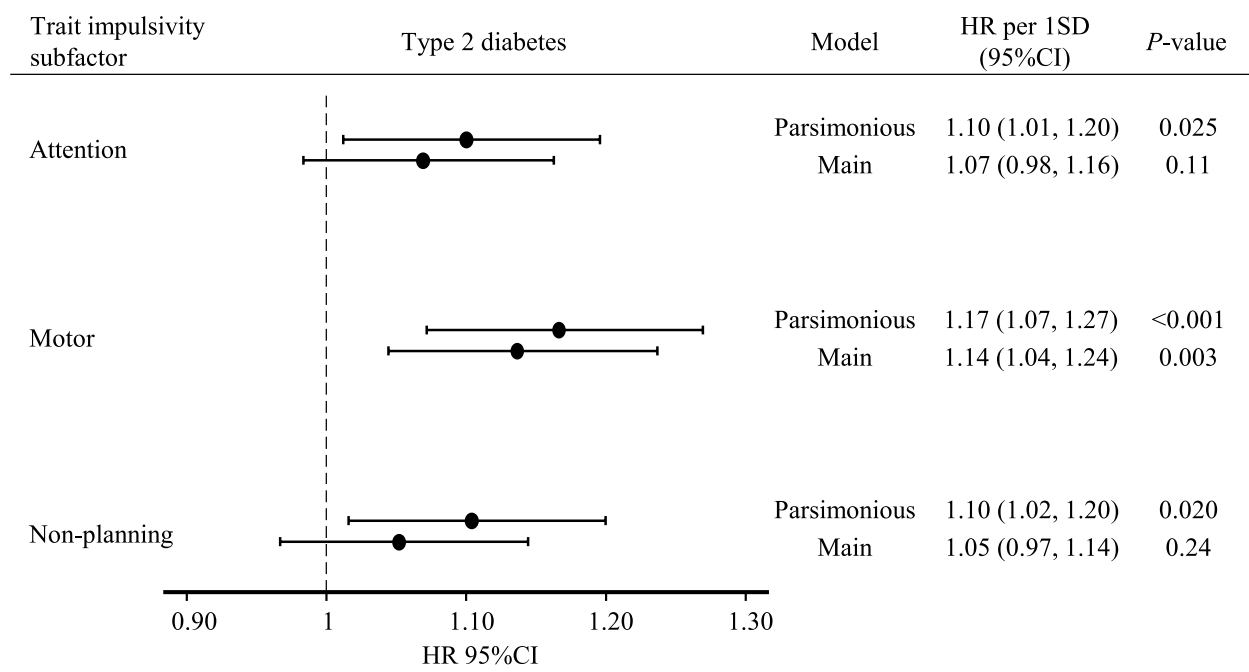 Trait impulsivity
subfactor
Type 2 diabetes
Model
HR per 1SD
(95%CI)
P-value
Attention
Parsimonious 1.10 (1.01, 1.20) 0.025
Main 1.07 (0.98, 1.16) 0.11
Motor
Parsimonious 1.17 (1.07, 1.27) <0.001
Main 1.14 (1.04, 1.24) 0.003
Non-planning
Parsimonious 1.10 (1.02, 1.20) 0.020
Main 1.05 (0.97, 1.14) 0.24
0.90 1 1.10 1.20 1.30
HR 95%CI